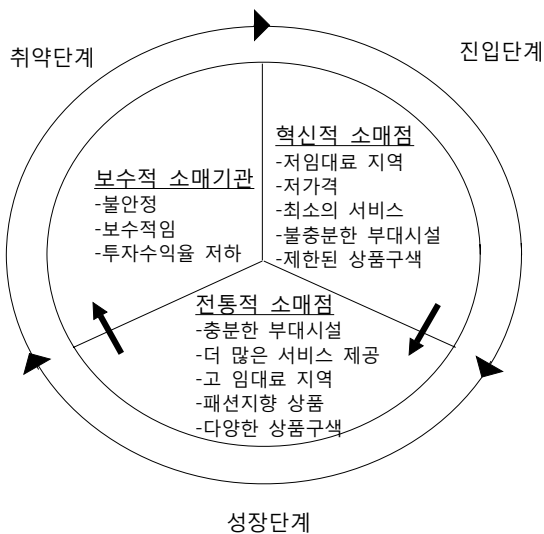 취약단계
진입단계
혁신적 소매점
-저임대료 지역
-저가격
-최소의 서비스
-불충분한 부대시설
-제한된 상품구색
보수적 소매기관
-불안정
-보수적임
-투자수익율 저하
전통적 소매점
-충분한 부대시설
-더 많은 서비스 제공
-고 임대료 지역
-패션지향 상품
-다양한 상품구색
성장단계